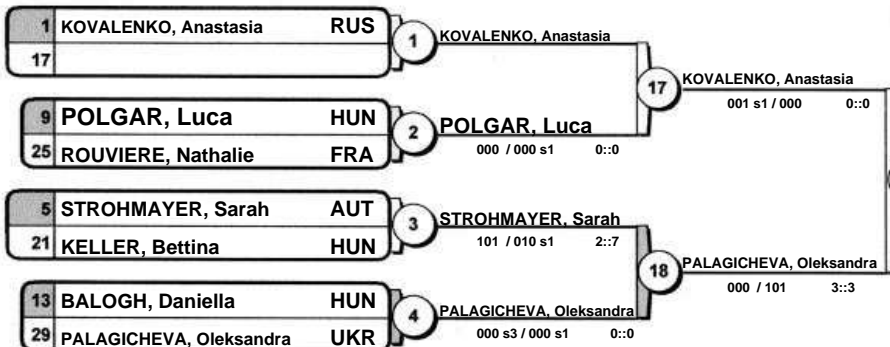 1 KOVALENKO, Anastasia RUS
17
1
KOVALENKO, Anastasia
9 POLGAR, Luca HUN
25 ROUVIERE, Nathalie FRA
2
POLGAR, Luca
000 / 000 s1 0::0
17
KOVALENKO, Anastasia
001 s1 / 000 0::0
5 STROHMAYER, Sarah AUT
21 KELLER, Bettina HUN
3
STROHMAYER, Sarah
101 / 010 s1 2::7
13 BALOGH, Daniella HUN
29 PALAGICHEVA, Oleksandra UKR
4
PALAGICHEVA, Oleksandra
000 s3 / 000 s1 0::0
18
PALAGICHEVA, Oleksandra
000 / 101 3::3